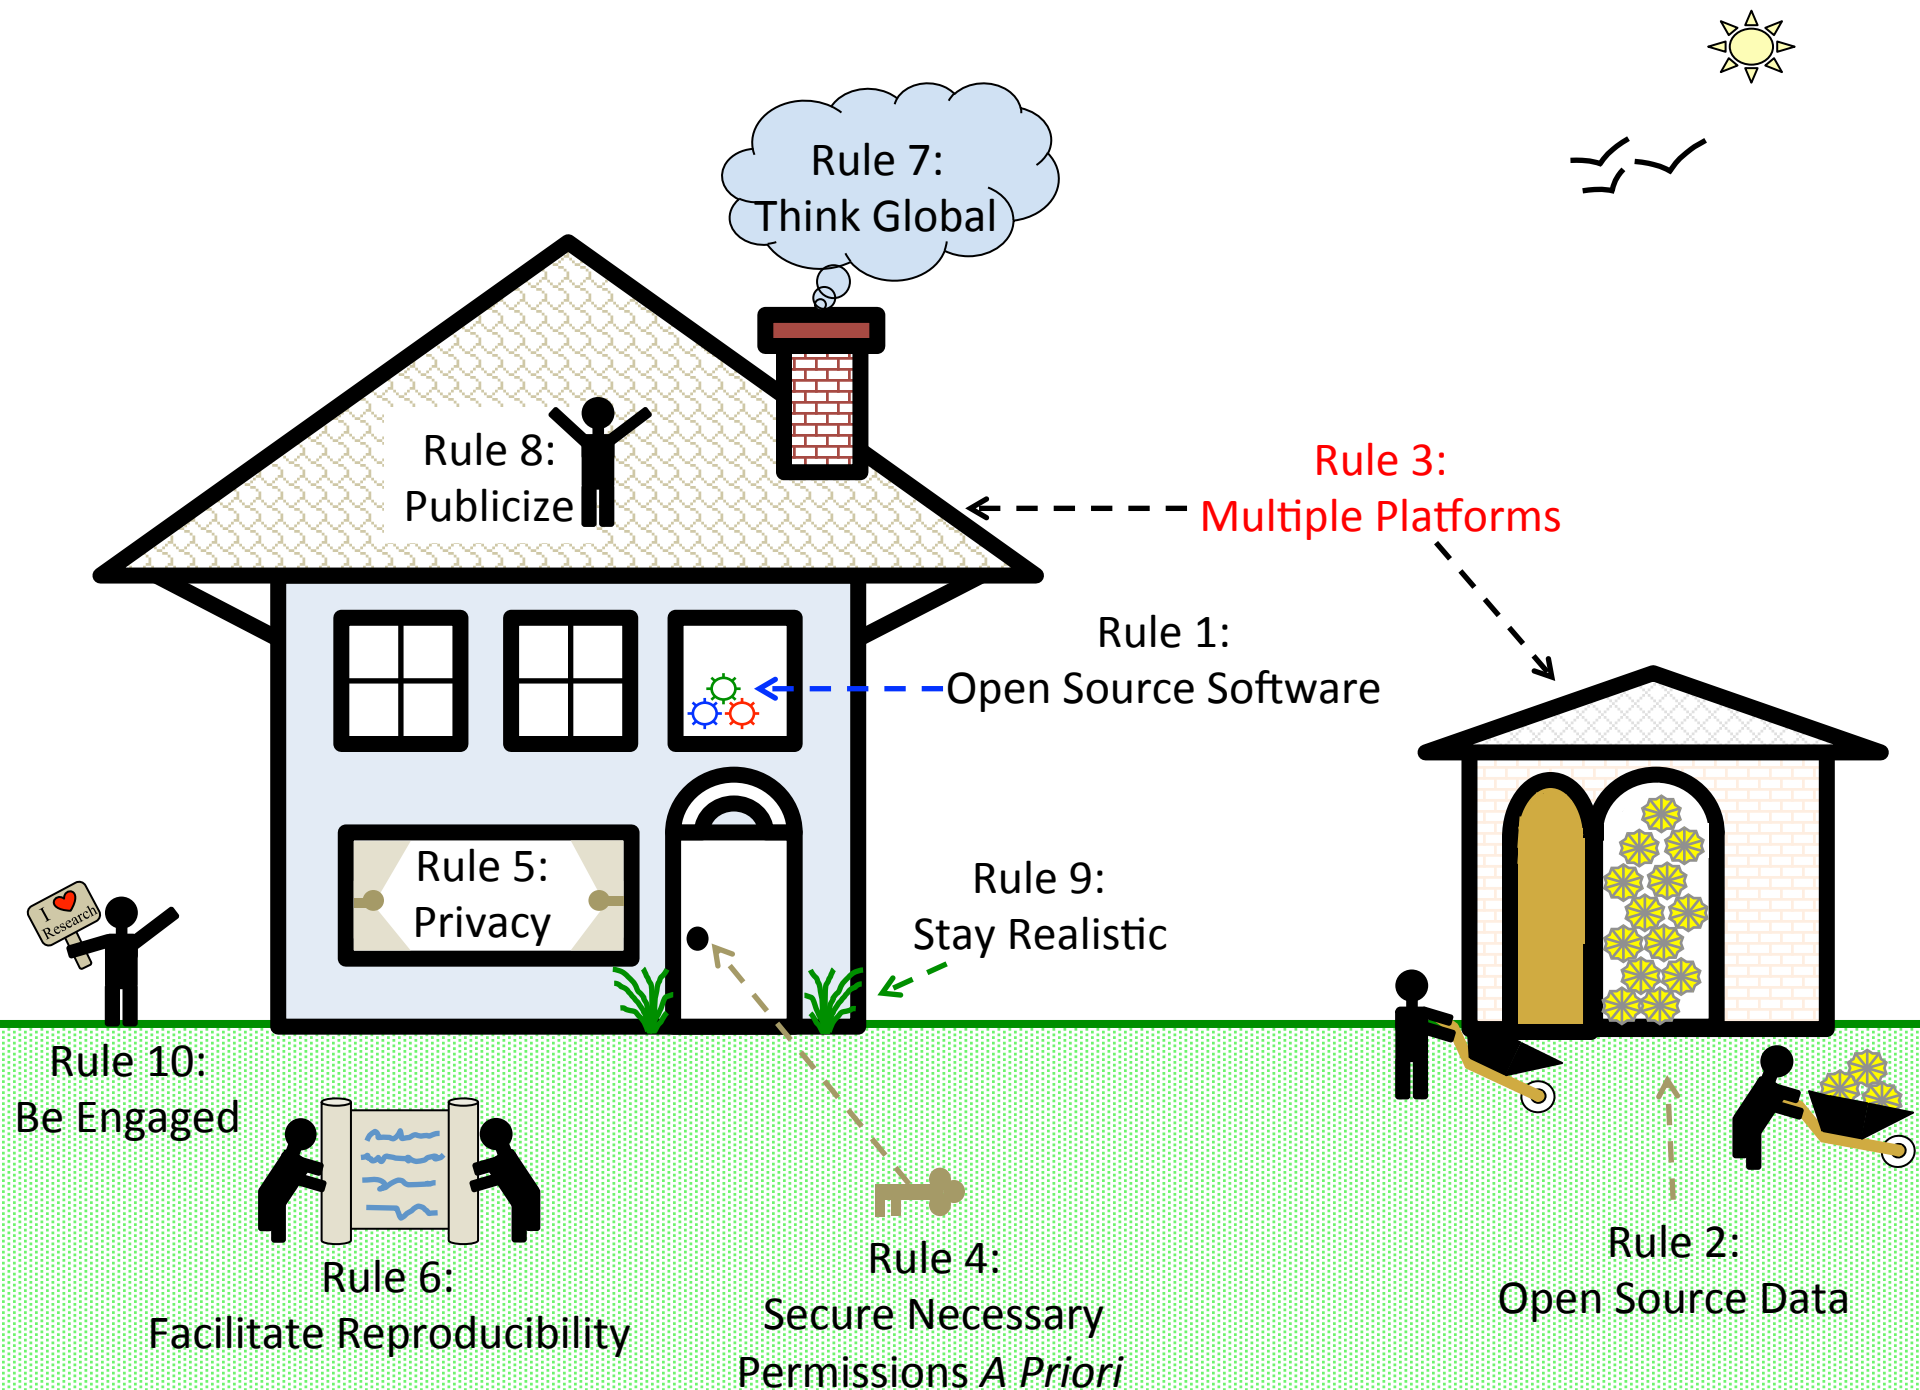 Rule 7:
Think Global
Rule 8:
Publicize
Rule 3:
Multiple Platforms
Rule 1:
Open Source Software
Rule 5:
Privacy
Rule 9:
Stay Realistic
I
Research
Rule 10:
Be Engaged
Rule 6:
Facilitate Reproducibility
Rule 4:
Secure Necessary
Permissions A Priori
Rule 2:
Open Source Data